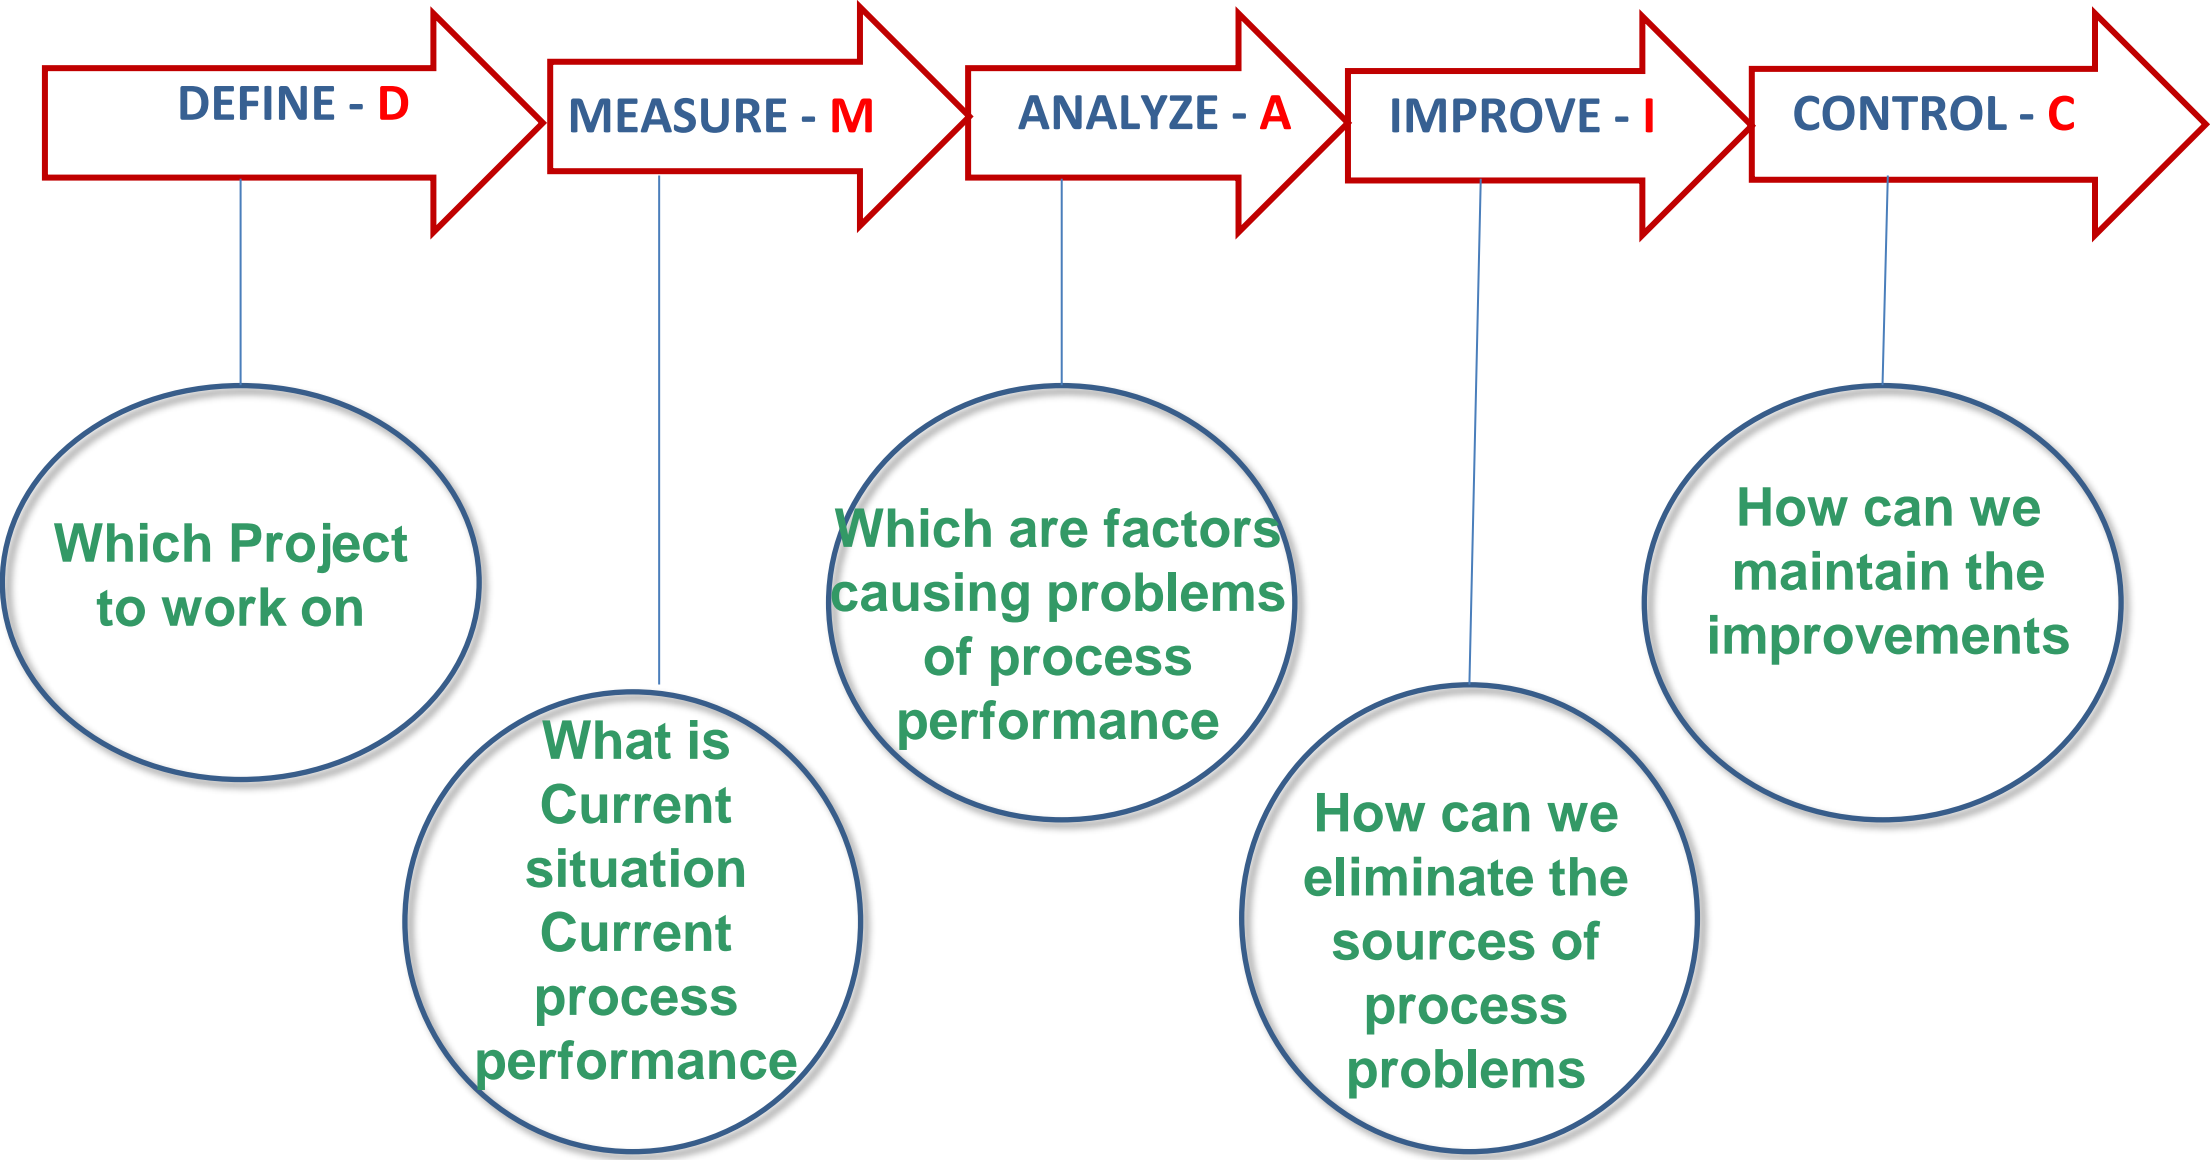 DEFINE - D
MEASURE - M
ANALYZE - A
IMPROVE - I
CONTROL - C
Which Project
to work on
What is
Current
situation
Current
process
performance
Which are factors
causing problems
of process
performance
How can we
eliminate the
sources of
process
problems
How can we
maintain the
improvements